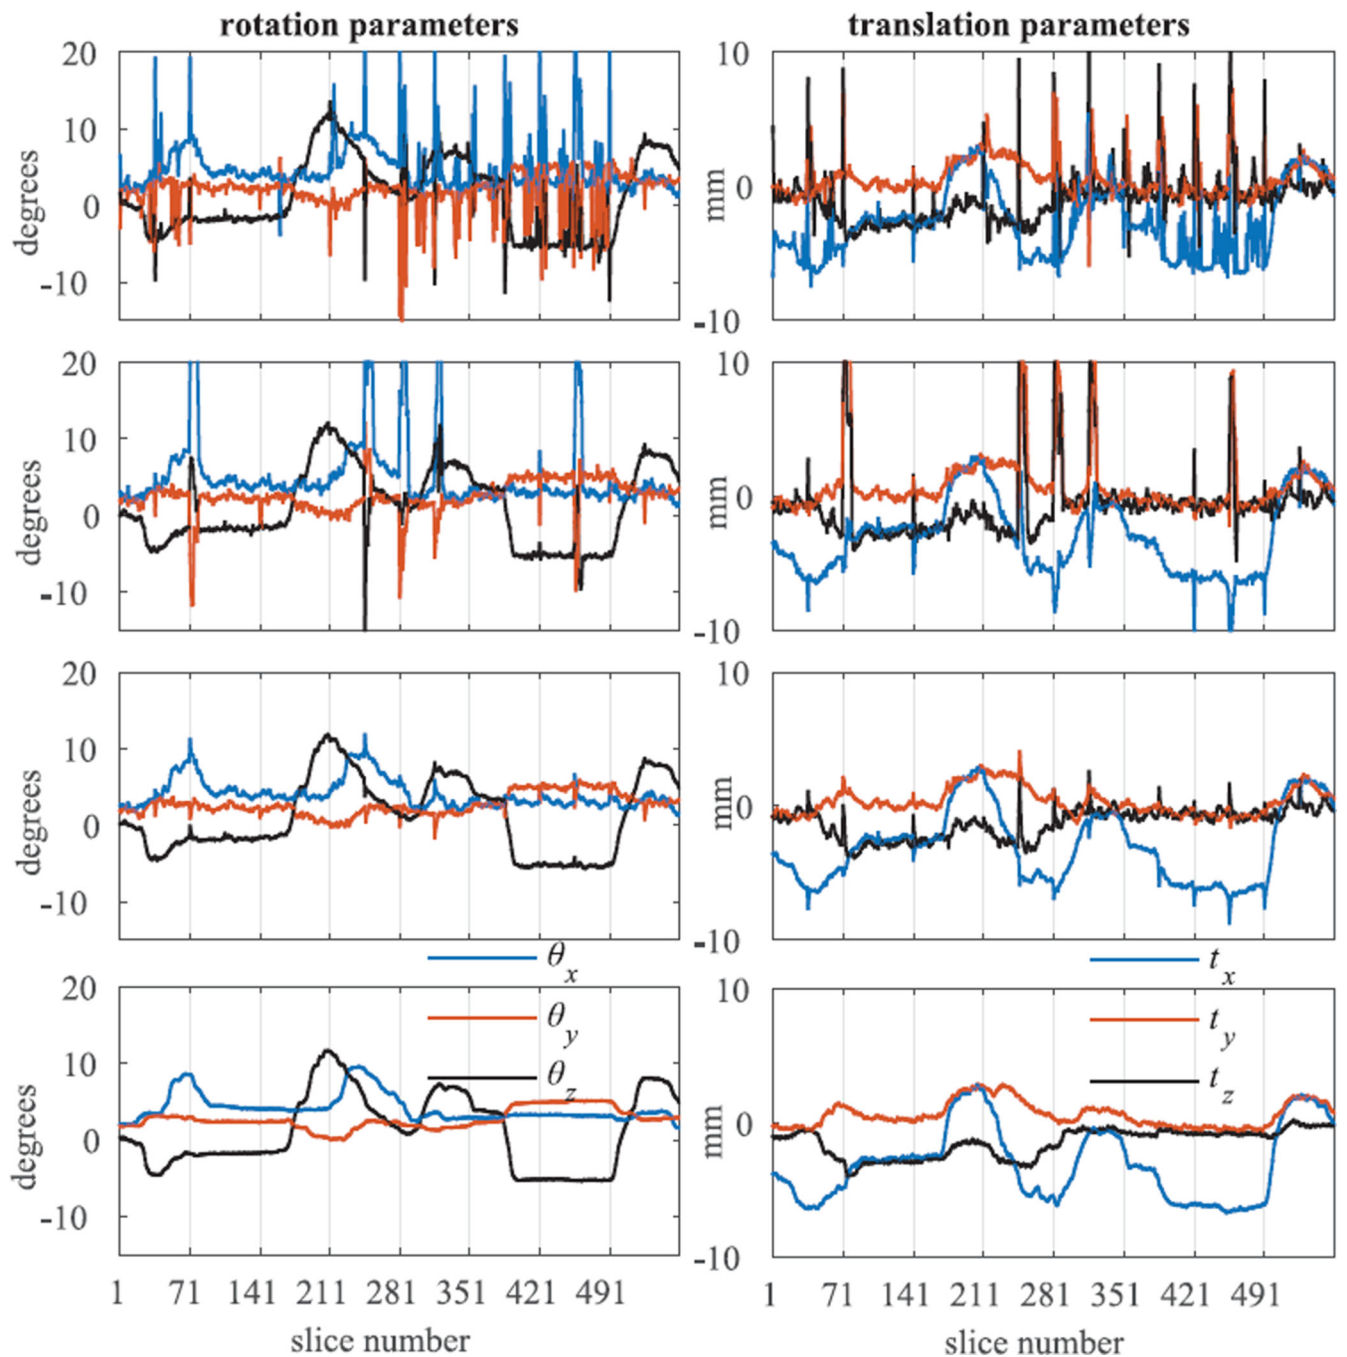 rotation parameters
translation parameters
20
10
0
-10
degrees
10
0
-10
mm
20
10
0
-10
degrees
10
0
-10
mm
20
10
0
-10
degrees
10
0
-10
mm
θx
θy
θz
tx
ty
tz
20
10
0
-10
degrees
10
0
-10
mm
1 71 141 211 281 351 421 491
slice number
1 71 141 211 281 351 421 491
slice number